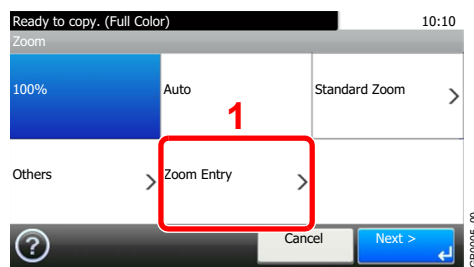 Ready to copy. (Full Color) 10:10
Zoom
100% Auto Standard Zoom >
1
Others > Zoom Entry >
? Cancel Next >